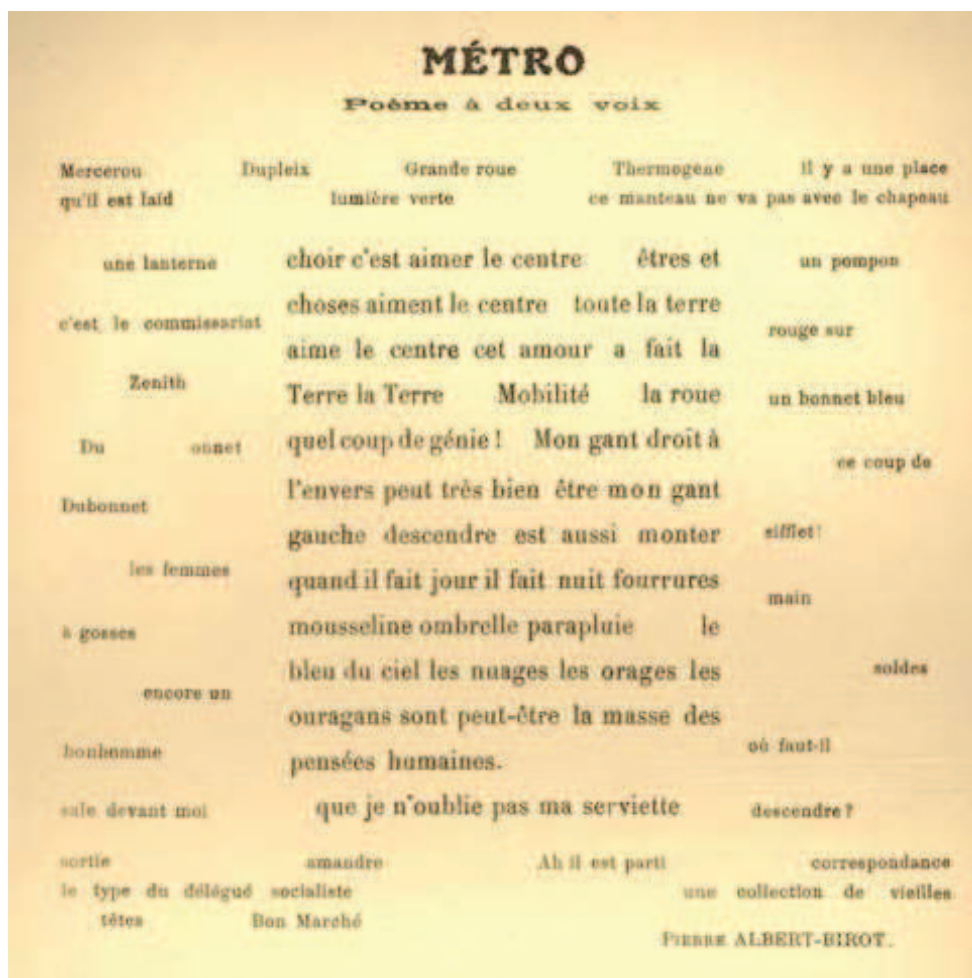 MÉTRO
Poème à deux voix
Mercerou Dupleix Grande roue Thermogène il y a une place
qu'il est laid lumière verte ce manteau ne va pas avec le chapeau
une lanterne
c'est le commissariat
Zenith
Du onnet
Dubonnet
les femmes
à gosses
encore un
bonhomme
sale devant moi
choir c'est aimer le centre êtres et
choses aiment le centre toute la terre
aime le centre cet amour a fait la
Terre la Terre Mobilité la roue
quel coup de génie ! Mon gant droit à
l'envers peut très bien être mon gant
gauche descendre est aussi monter
quand il fait jour il fait nuit fourrures
mousseline ombrelle parapluie le
bleu du ciel les nuages les orages les
ouragans sont peut-être la masse des
pensées humaines.
que je n'oublie pas ma serviette
un pompon
rouge sur
un bonnet bleu
ce coup de
sifflet !
main
soldes
où faut-il
descendre ?
sortie amandre Ah il est parti correspondance
le type du délégué socialiste une collection de vieilles
têtes Bon Marché
PIERRE ALBERT-BIROT.